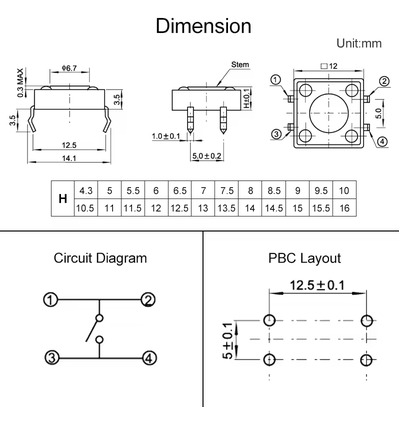 Dimension
Unit:mm
Φ6.7
0.3 MAX
3.5
3.5
12.5
14.1
Stem
H±0.1
1.0±0.1
5.0±0.2
□12
①
②
5.0
③
④
H 4.3 5 5.5 6 6.5 7 7.5 8 8.5 9 9.5 10
10.5 11 11.5 12 12.5 13 13.5 14 14.5 15 15.5 16
Circuit Diagram
PBC Layout
① ②
③ ④
12.5±0.1
5±0.1